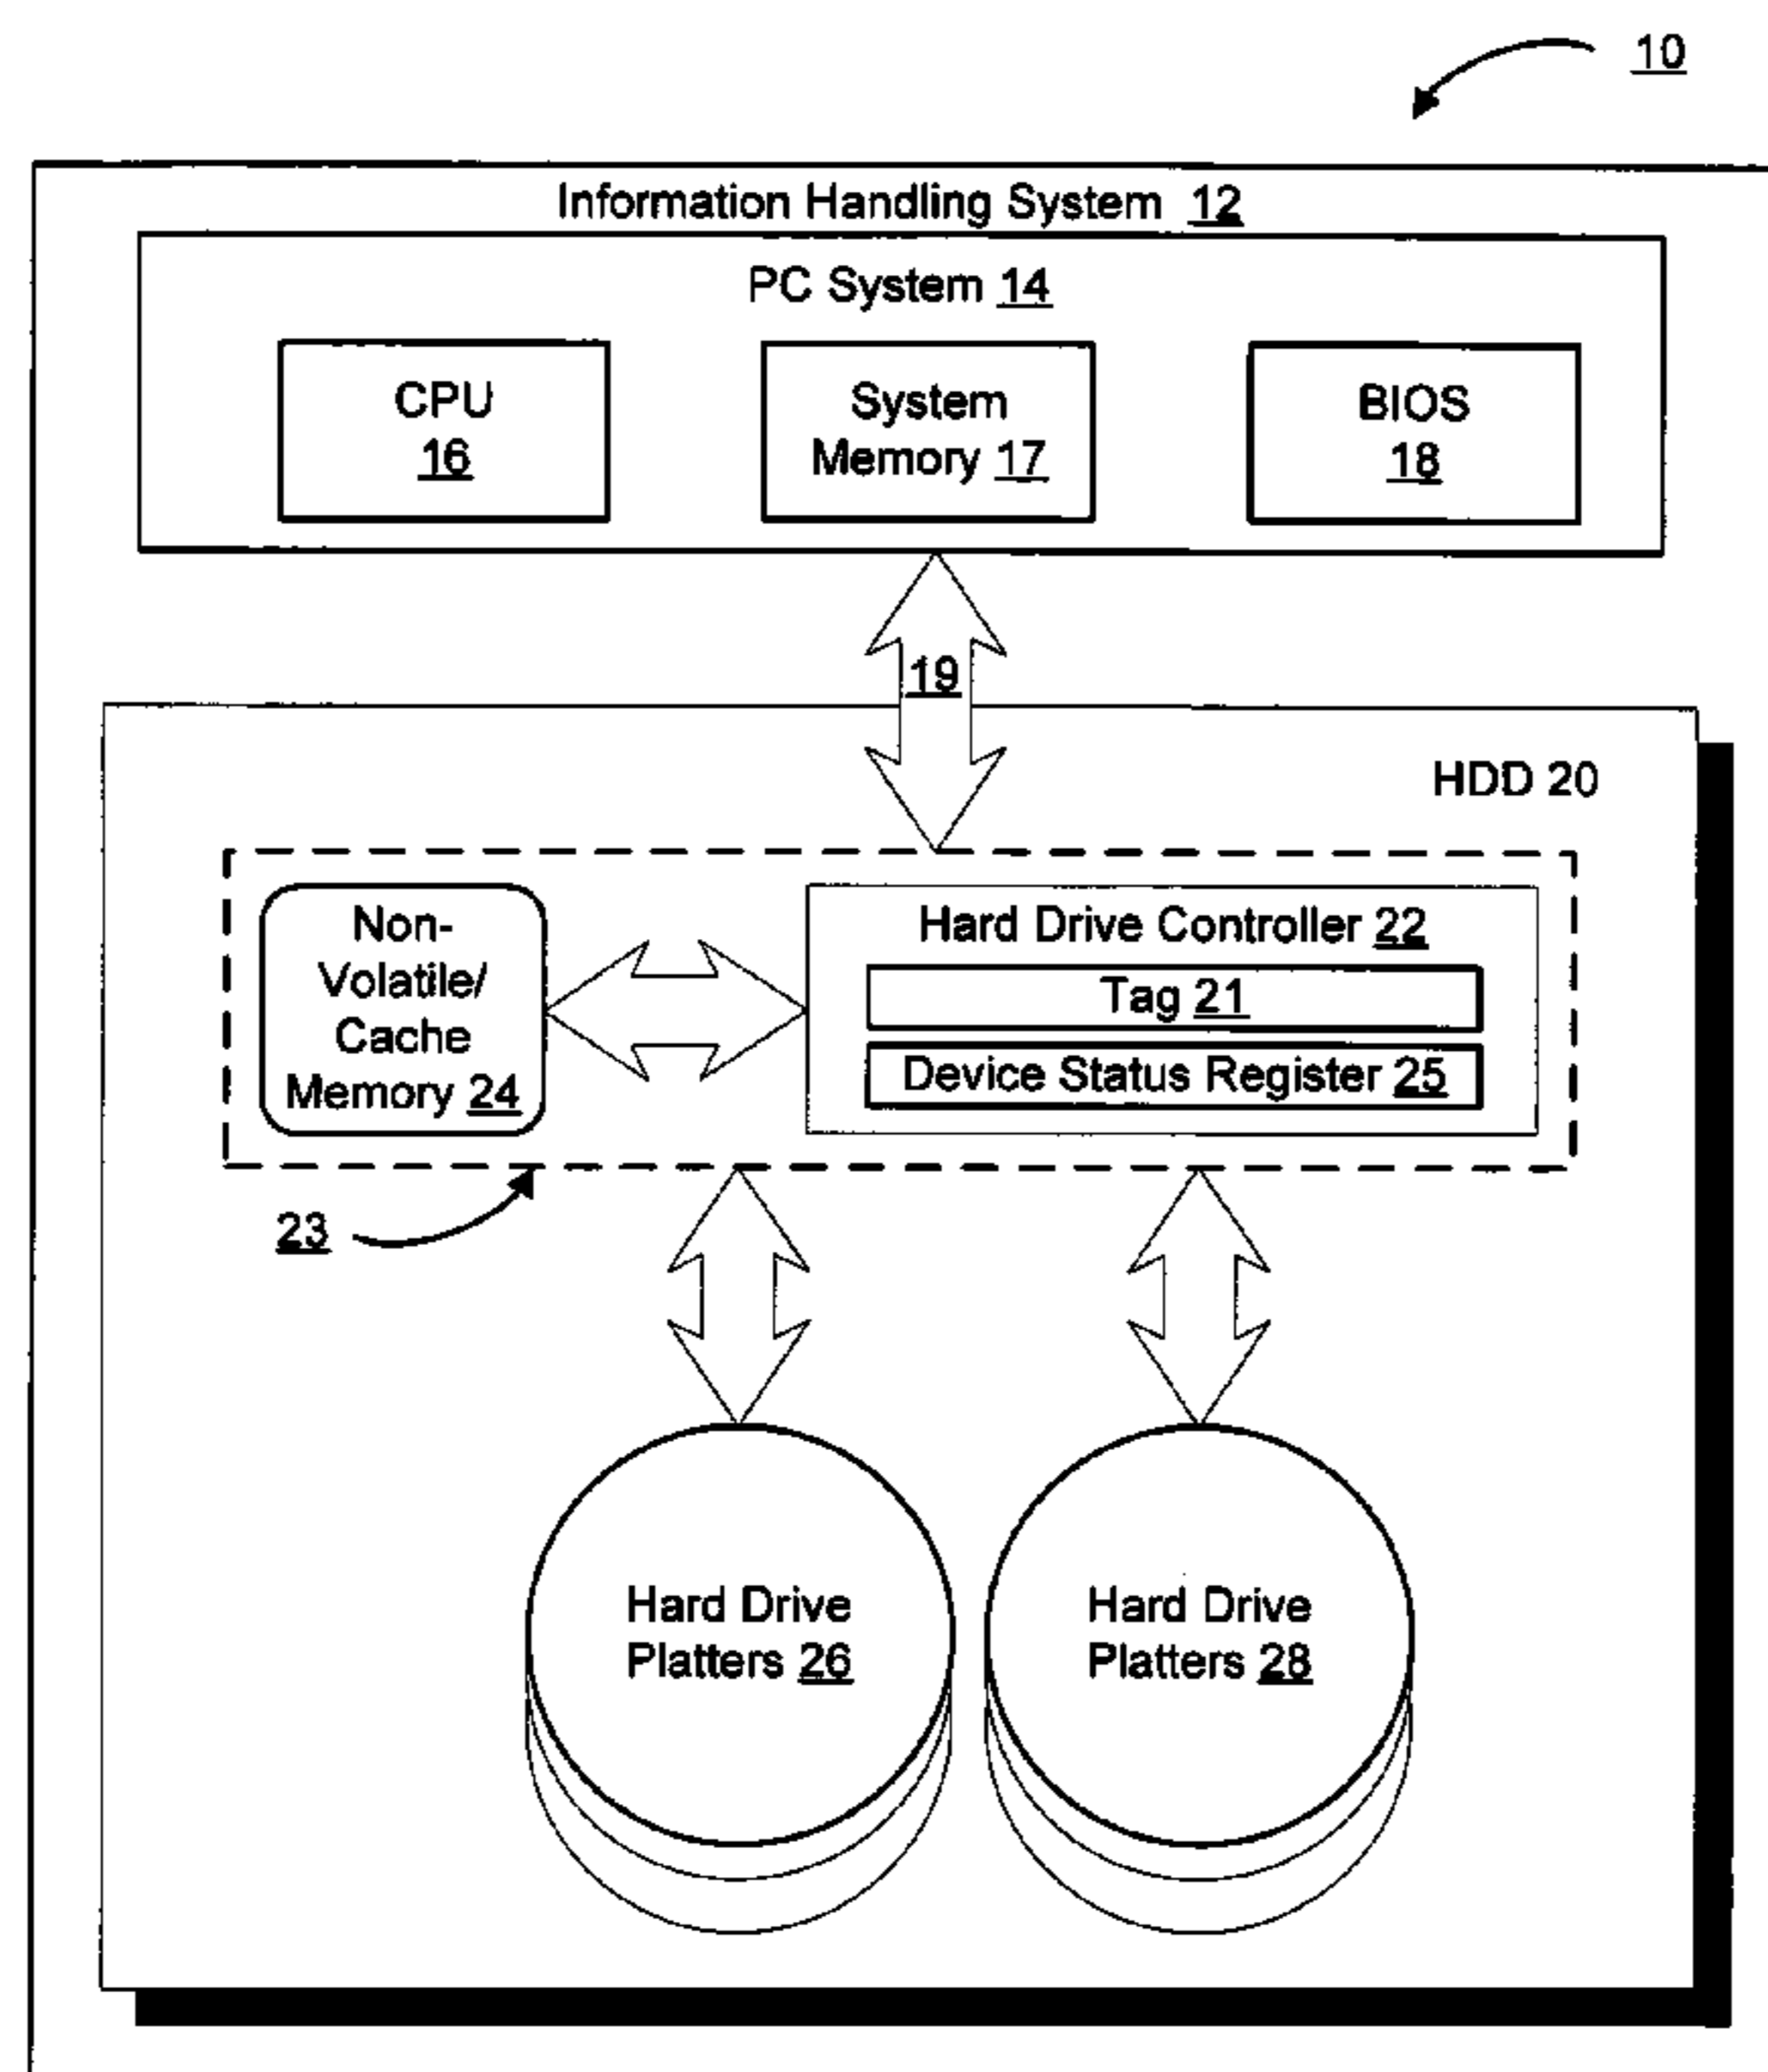 10
Information Handling System 12
PC System 14
CPU
16
System
Memory 17
BIOS
18
19
HDD 20
Non-
Volatile/
Cache
Memory 24
Hard Drive Controller 22
Tag 21
Device Status Register 25
23
Hard Drive
Platters 26
Hard Drive
Platters 28